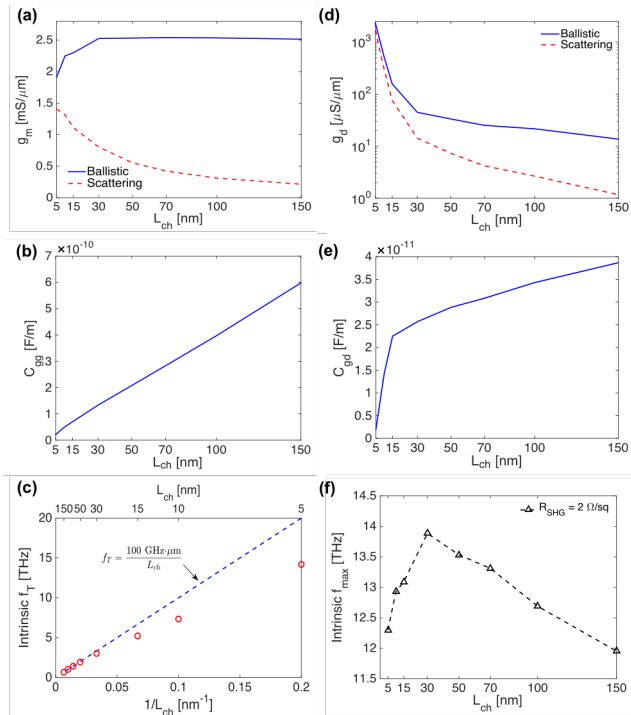 (a)
3
2.5
2
1.5
1
0.5
0
g_m [mS/μm]
Ballistic
Scattering
5 15 30 50 70 100 150
L_ch [nm]
(d)
10^3
10^2
10^1
10^0
g_d [μS/μm]
Ballistic
Scattering
5 15 30 50 70 100 150
L_ch [nm]
(b)
×10^-10
7
6
5
4
3
2
1
0
C_gg [F/m]
5 15 30 50 70 100 150
L_ch [nm]
(e)
×10^-11
4
3.5
3
2.5
2
1.5
1
0.5
0
C_gd [F/m]
5 15 30 50 70 100 150
L_ch [nm]
(c)
L_ch [nm]
150 50 30 15 10 5
20
15
10
5
0
Intrinsic f_T [THz]
f_T = 100 GHz·μm / L_ch
0 0.05 0.1 0.15 0.2
1/L_ch [nm^-1]
(f)
14.5
14
13.5
13
12.5
12
11.5
Intrinsic f_max [THz]
R_SHG = 2 Ω/sq
5 15 30 50 70 100 150
L_ch [nm]